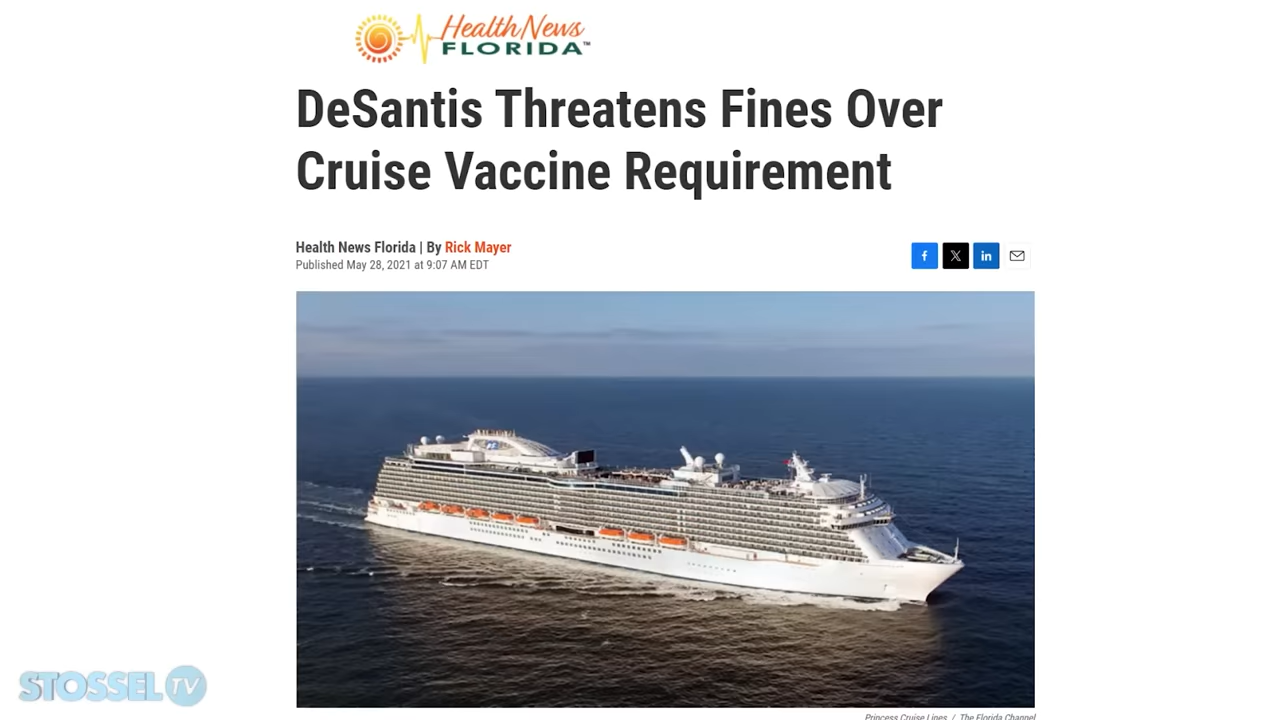 Health News
FLORIDA™
DeSantis Threatens Fines Over
Cruise Vaccine Requirement
Health News Florida | By Rick Mayer
Published May 28, 2021 at 9:07 AM EDT
Princess Cruise Lines / The Florida Channel
STOSSEL TV